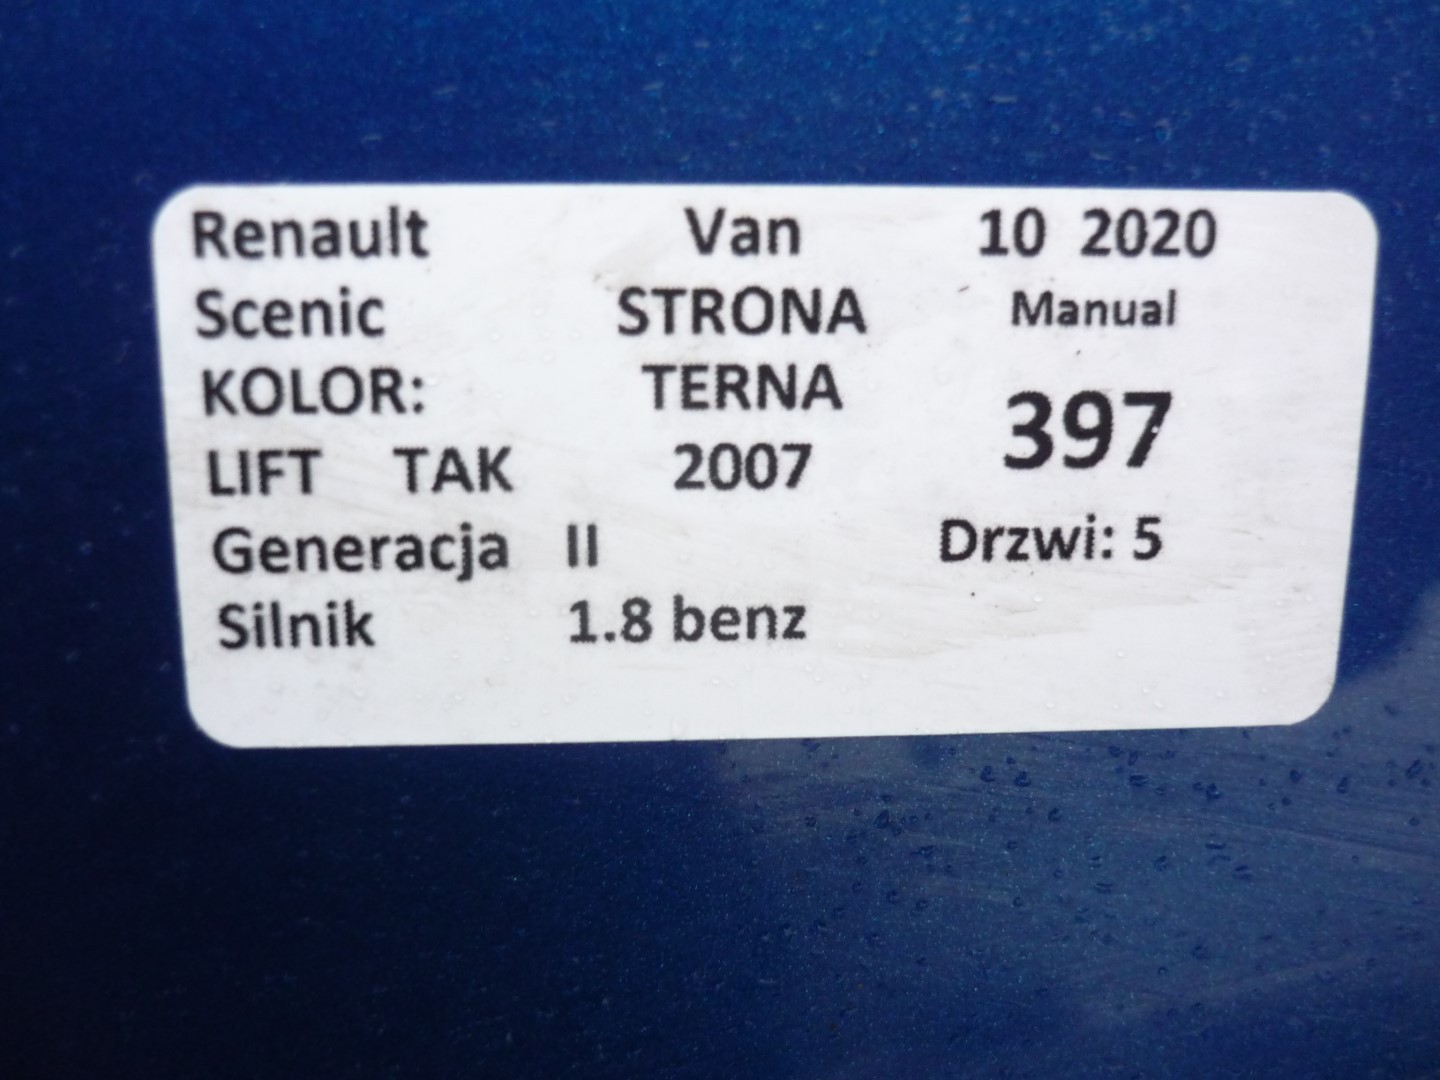 Renault Van 10 2020
Scenic STRONA Manual
KOLOR: TERNA 397
LIFT TAK 2007
Generacja II Drzwi: 5
Silnik 1.8 benz